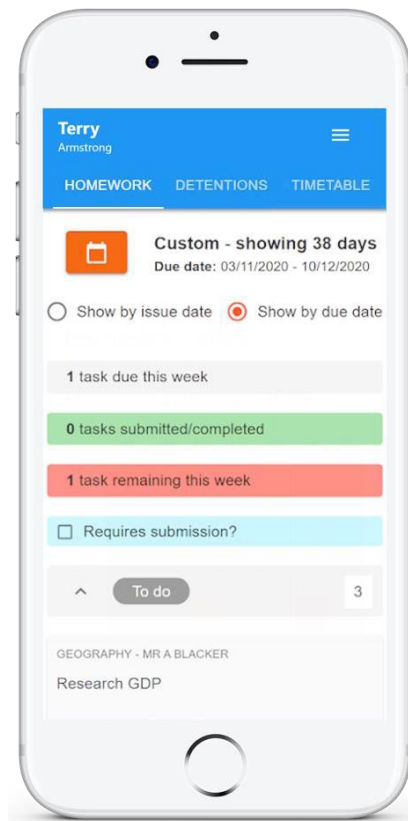 Terry
Armstrong
HOMEWORK DETENTIONS TIMETABLE
Custom - showing 38 days
Due date: 03/11/2020 - 10/12/2020
Show by issue date Show by due date
1 task due this week
0 tasks submitted/completed
1 task remaining this week
Requires submission?
To do 3
GEOGRAPHY - MR A BLACKER
Research GDP